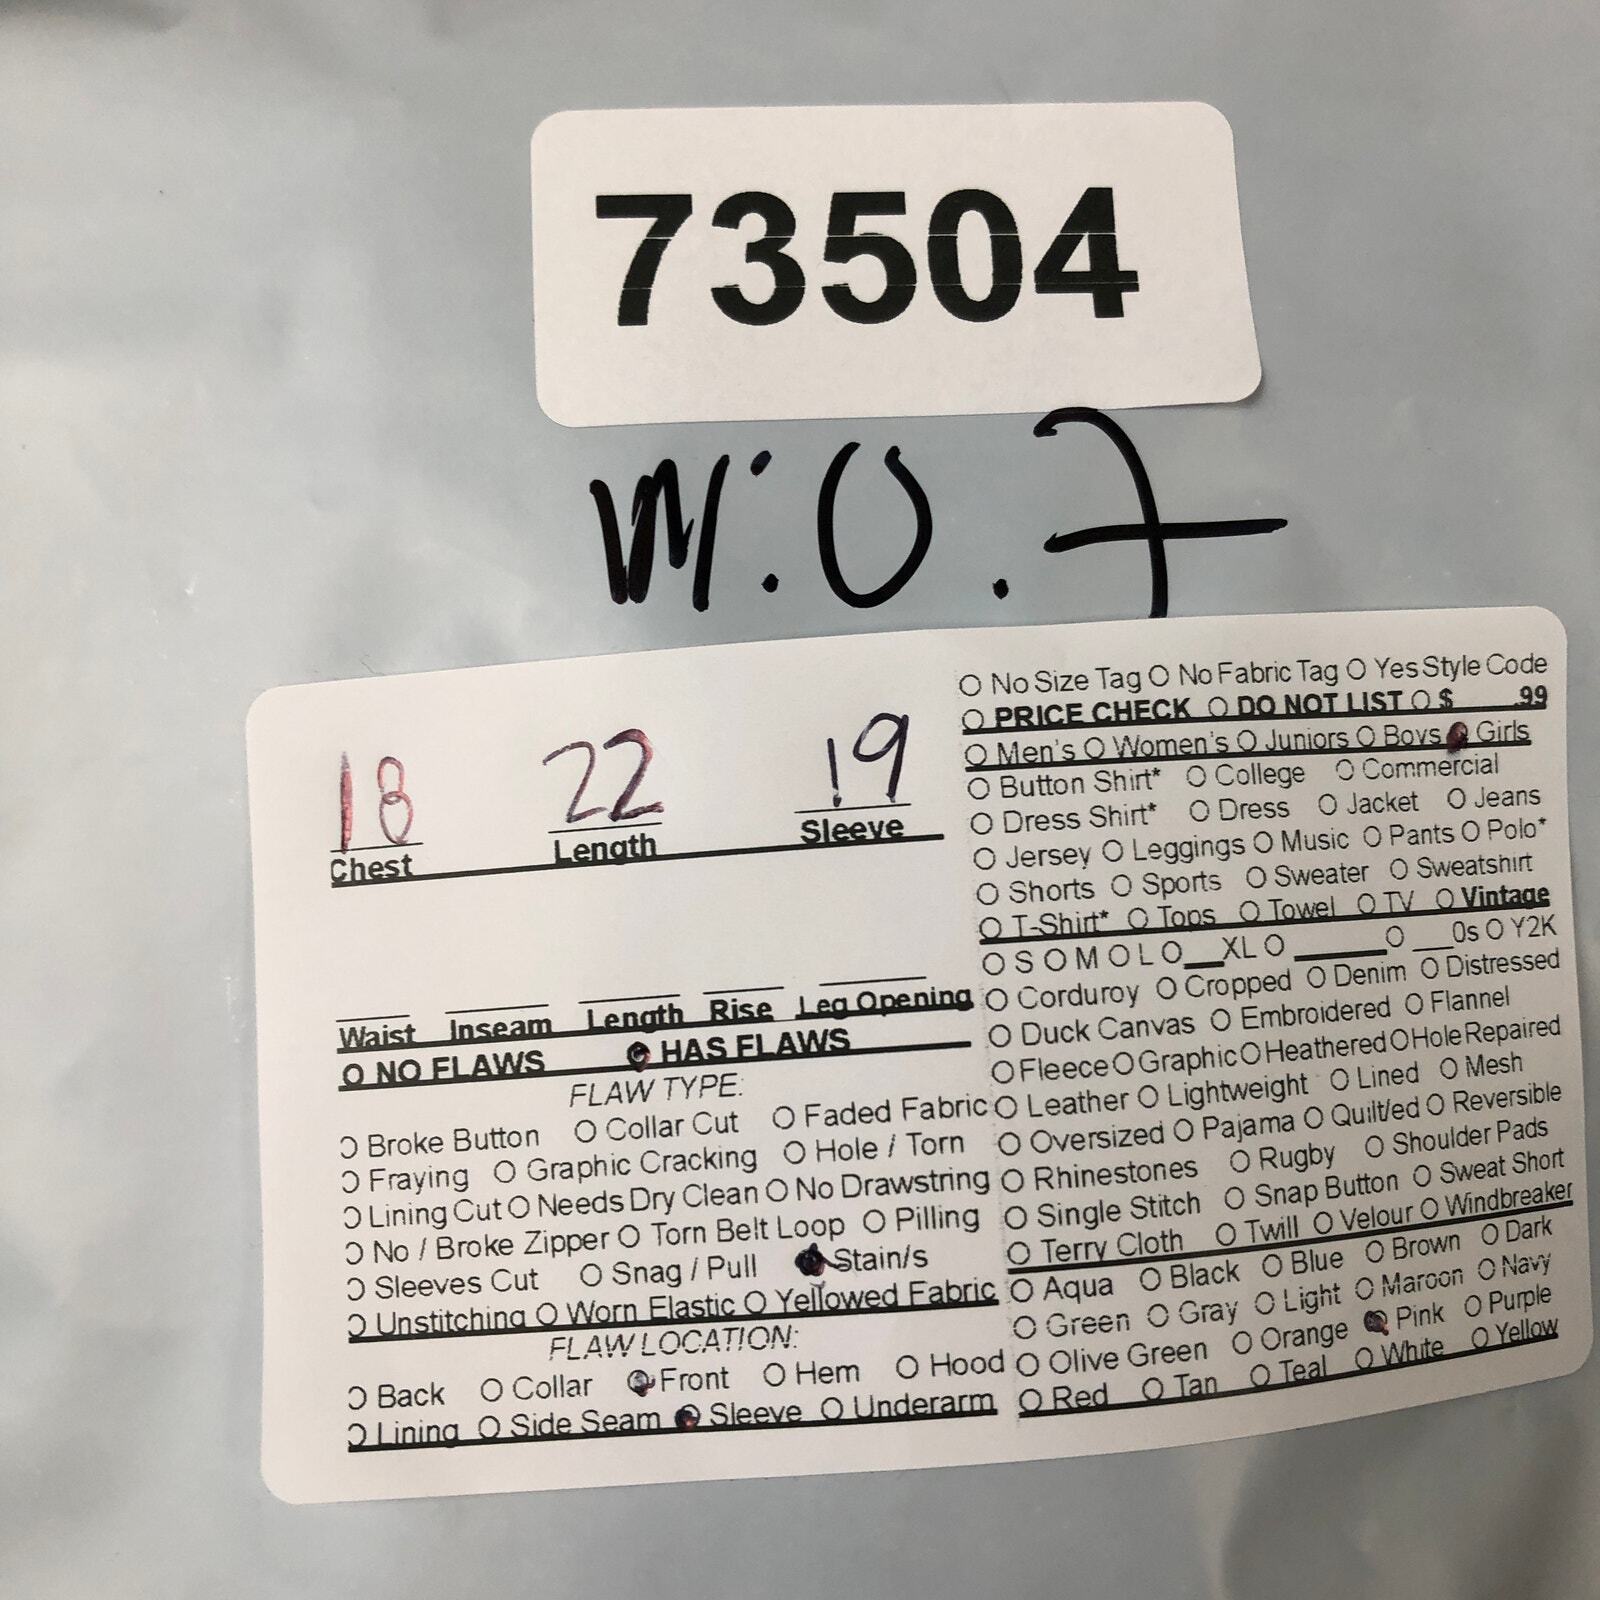 73504
W:0.7
18 22 19
Chest Length Sleeve
Waist Inseam Length Rise Leg Opening
O NO FLAWS HAS FLAWS
FLAW TYPE:
O Broke Button O Collar Cut O Faded Fabric
O Fraying O Graphic Cracking O Hole / Torn
O Lining Cut O Needs Dry Clean O No Drawstring
O No / Broke Zipper O Torn Belt Loop O Pilling
O Sleeves Cut O Snag / Pull Stain/s
O Unstitching O Worn Elastic O Yellowed Fabric
FLAW LOCATION:
O Back O Collar Front O Hem O Hood
O Lining O Side Seam Sleeve O Underarm
O No Size Tag O No Fabric Tag O Yes Style Code
O PRICE CHECK O DO NOT LIST O $ .99
O Men's O Women's O Juniors O Boys Girls
O Button Shirt* O College O Commercial
O Dress Shirt* O Dress O Jacket O Jeans
O Jersey O Leggings O Music O Pants O Polo*
O Shorts O Sports O Sweater O Sweatshirt
O T-Shirt* O Tops O Towel O TV O Vintage
O S O M O L O __XL O ______ O ___0s O Y2K
O Corduroy O Cropped O Denim O Distressed
O Duck Canvas O Embroidered O Flannel
O Fleece O Graphic O Heathered O Hole Repaired
O Leather O Lightweight O Lined O Mesh
O Oversized O Pajama O Quilt/ed O Reversible
O Rhinestones O Rugby O Shoulder Pads
O Single Stitch O Snap Button O Sweat Short
O Terry Cloth O Twill O Velour O Windbreaker
O Aqua O Black O Blue O Brown O Dark
O Green O Gray O Light O Maroon O Navy
O Olive Green O Orange Pink O Purple
O Red O Tan O Teal O White O Yellow